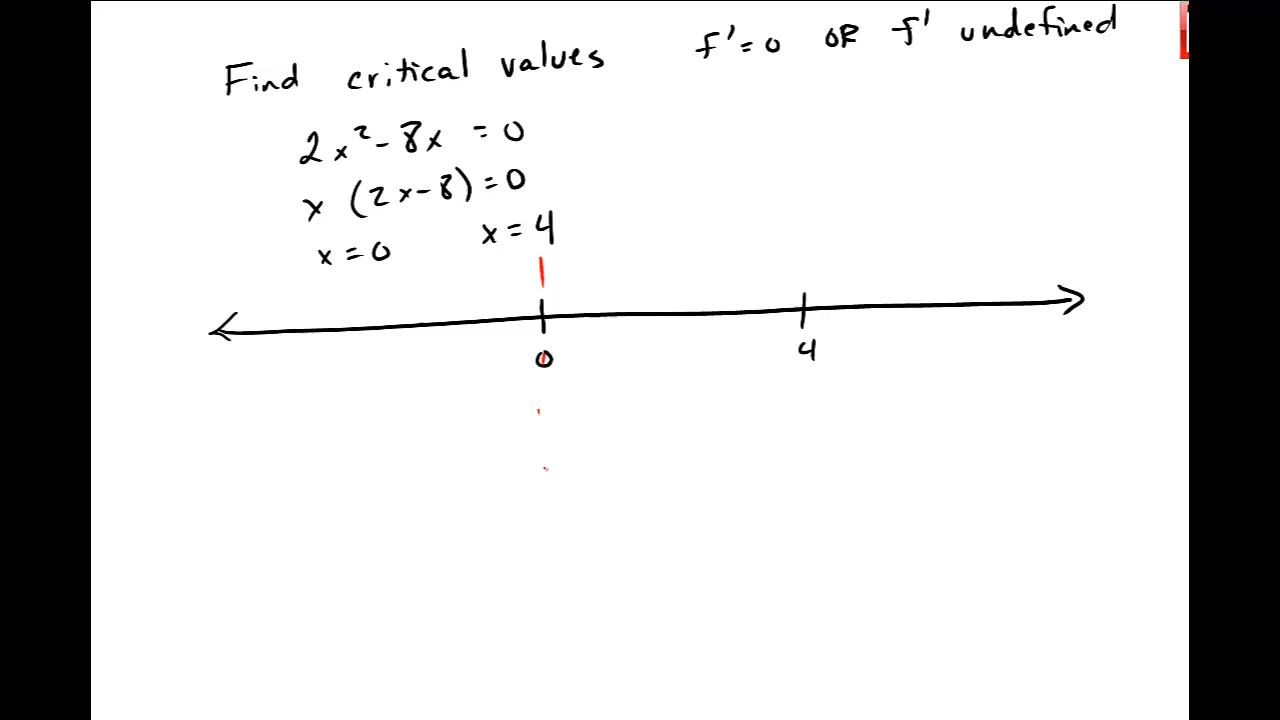 Find critical values f' = 0 OR f' undefined
2x² - 8x = 0
x (2x - 8) = 0
x = 0 x = 4
0 4